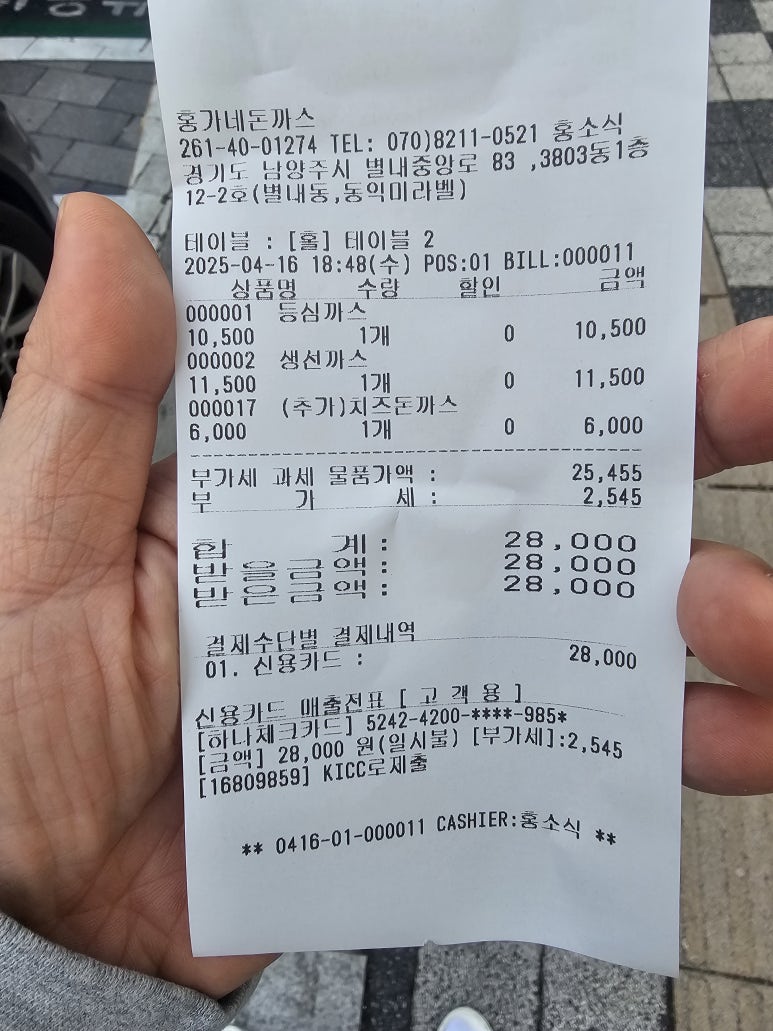 홍가네돈까스
261-40-01274 TEL: 070)8211-0521 홍소식
경기도 남양주시 별내중앙로 83 ,3803동1층
12-2호(별내동,동익미라벨)
테이블 : [홀] 테이블 2
2025-04-16 18:48(수) POS:01 BILL:000011
상품명 수량 할인 금액
000001 등심까스
10,500 1개 0 10,500
000002 생선까스
11,500 1개 0 11,500
000017 (추가)치즈돈까스
6,000 1개 0 6,000
부가세 과세 물품가액 : 25,455
부 가 세 : 2,545
합 계 : 28,000
받을금액 : 28,000
받은금액 : 28,000
결제수단별 결제내역
01. 신용카드 : 28,000
신용카드 매출전표 [ 고 객 용 ]
[하나체크카드] 5242-4200-****-985*
[금액] 28,000 원(일시불) [부가세]:2,545
[16809859] KICC로제출
** 0416-01-000011 CASHIER:홍소식 **